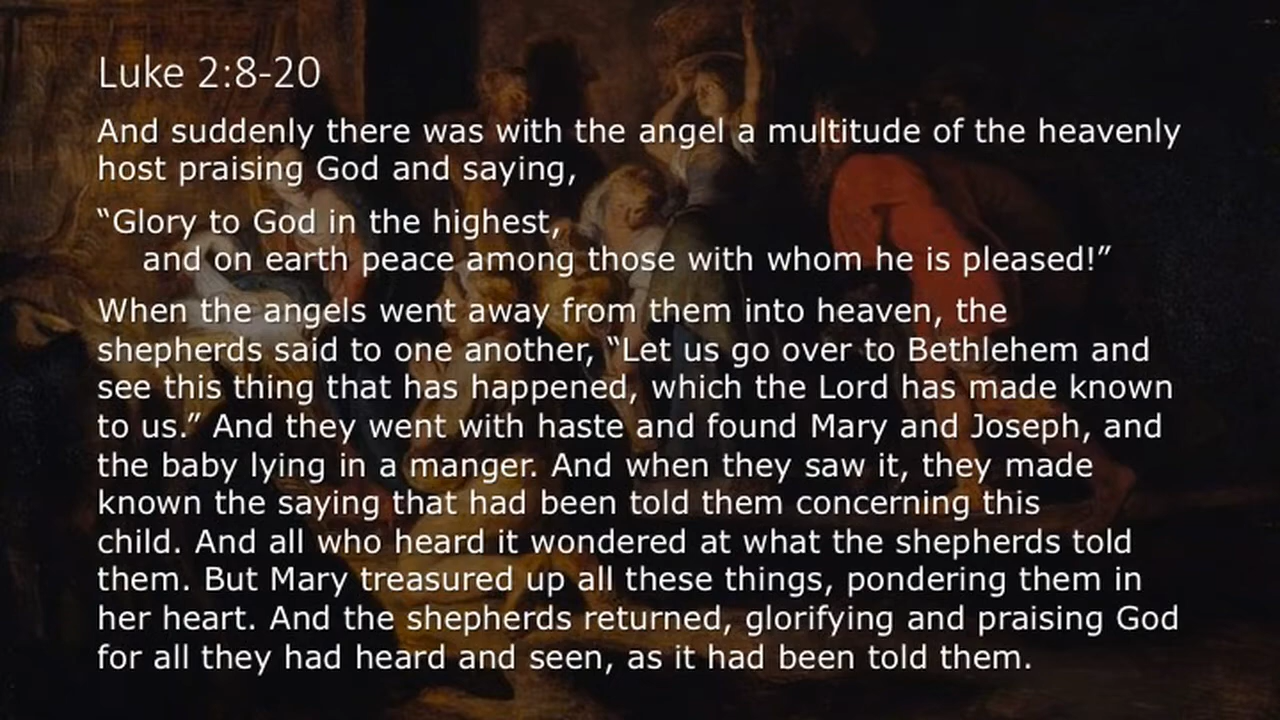 Luke 2:8-20
And suddenly there was with the angel a multitude of the heavenly
host praising God and saying,
“Glory to God in the highest,
and on earth peace among those with whom he is pleased!”
When the angels went away from them into heaven, the
shepherds said to one another, “Let us go over to Bethlehem and
see this thing that has happened, which the Lord has made known
to us.” And they went with haste and found Mary and Joseph, and
the baby lying in a manger. And when they saw it, they made
known the saying that had been told them concerning this
child. And all who heard it wondered at what the shepherds told
them. But Mary treasured up all these things, pondering them in
her heart. And the shepherds returned, glorifying and praising God
for all they had heard and seen, as it had been told them.